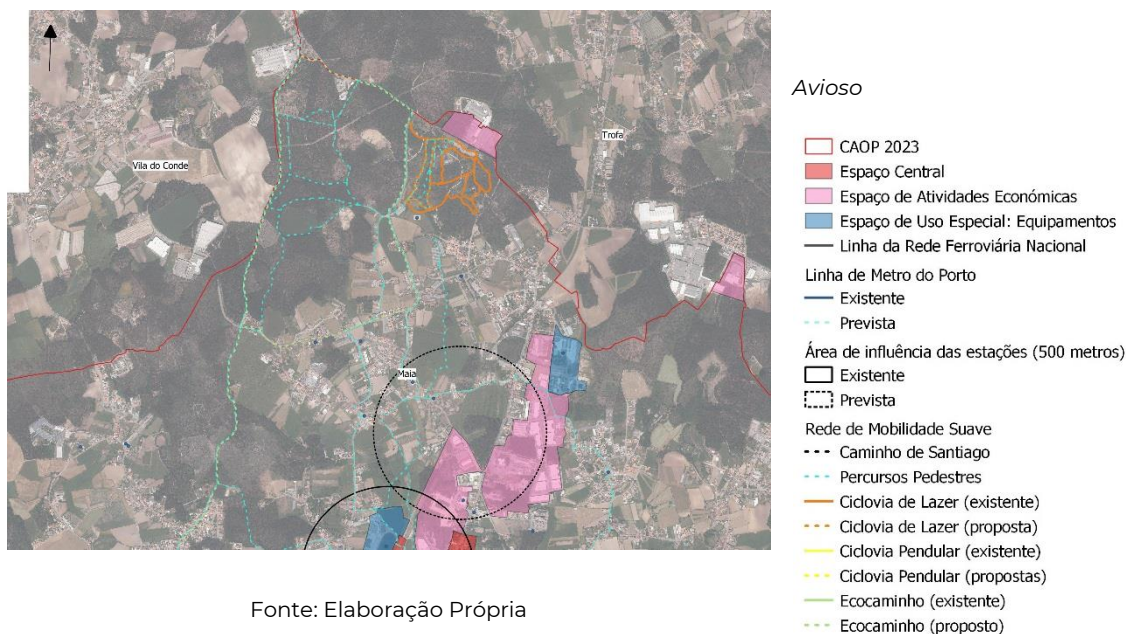 Vila do Conde
Trofa
Maia
Fonte: Elaboração Própria
Avioso
CAOP 2023
Espaço Central
Espaço de Atividades Económicas
Espaço de Uso Especial: Equipamentos
Linha da Rede Ferroviária Nacional
Linha de Metro do Porto
Existente
Prevista
Área de influência das estações (500 metros)
Existente
Prevista
Rede de Mobilidade Suave
Caminho de Santiago
Percursos Pedestres
Ciclovia de Lazer (existente)
Ciclovia de Lazer (proposta)
Ciclovia Pendular (existente)
Ciclovia Pendular (propostas)
Ecocaminho (existente)
Ecocaminho (proposto)